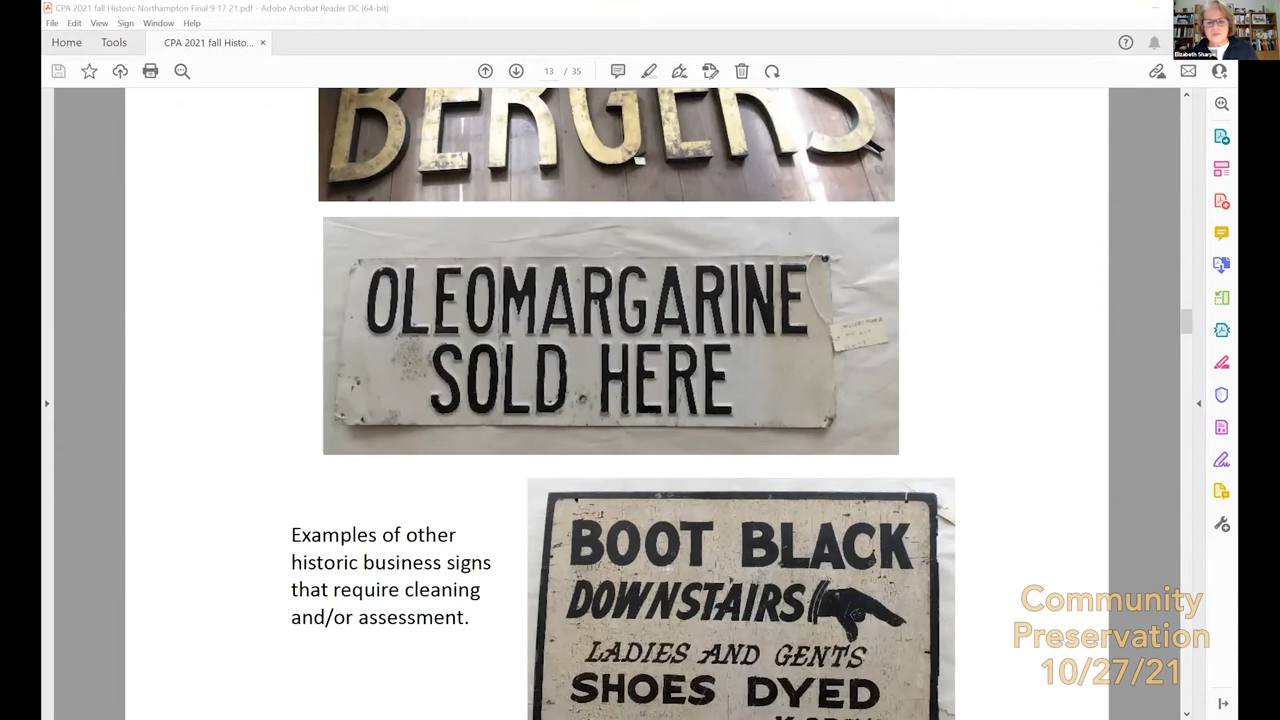 CPA 2021 fall Historic Northampton Final 9 17 21.pdf - Adobe Acrobat Reader DC (64-bit)
File Edit View Sign Window Help
Home Tools CPA 2021 fall Histo... ×
13 / 35
Elizabeth Sharpe
BERGERS
OLEOMARGARINE
SOLD HERE
Examples of other
historic business signs
that require cleaning
and/or assessment.
BOOT BLACK
DOWNSTAIRS
LADIES AND GENTS
SHOES DYED
Community
Preservation
10/27/21